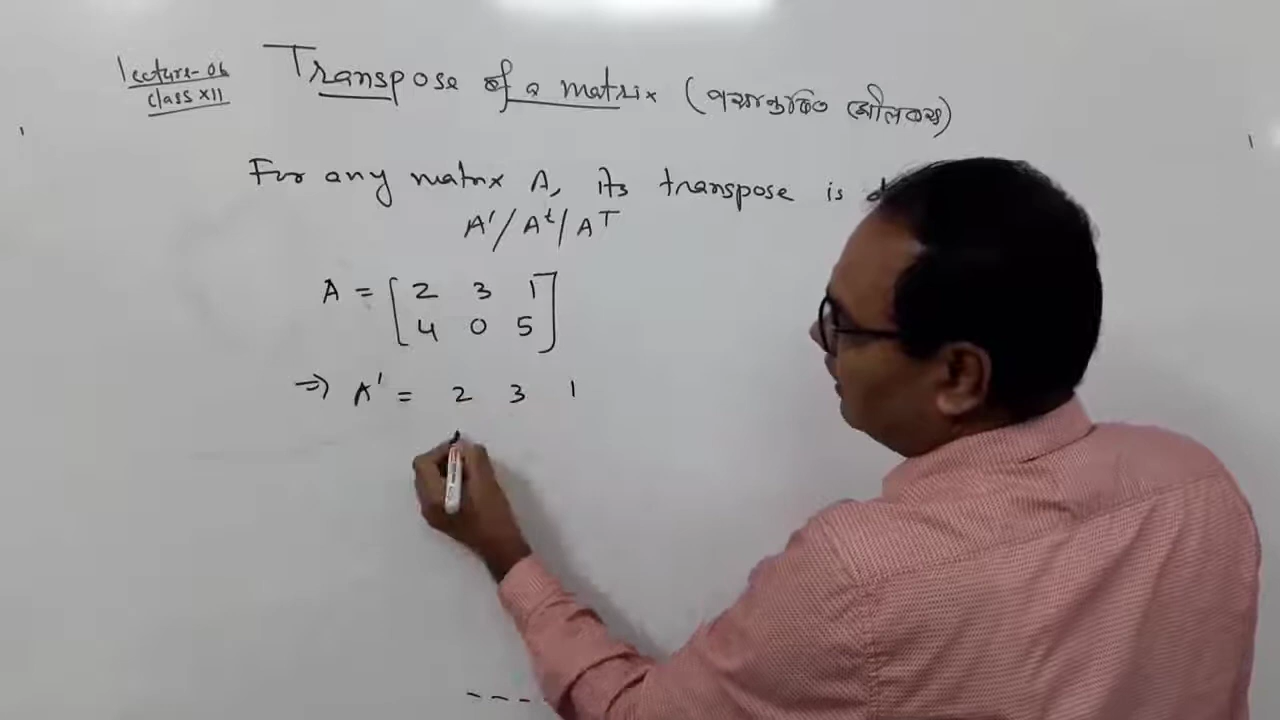 Lecture-06
Class XII
Transpose of a matrix
For any matrix A, its transpose is
A'/A^t/A^T
A = [2 3 1
4 0 5]
⇒ A' = 2 3 1